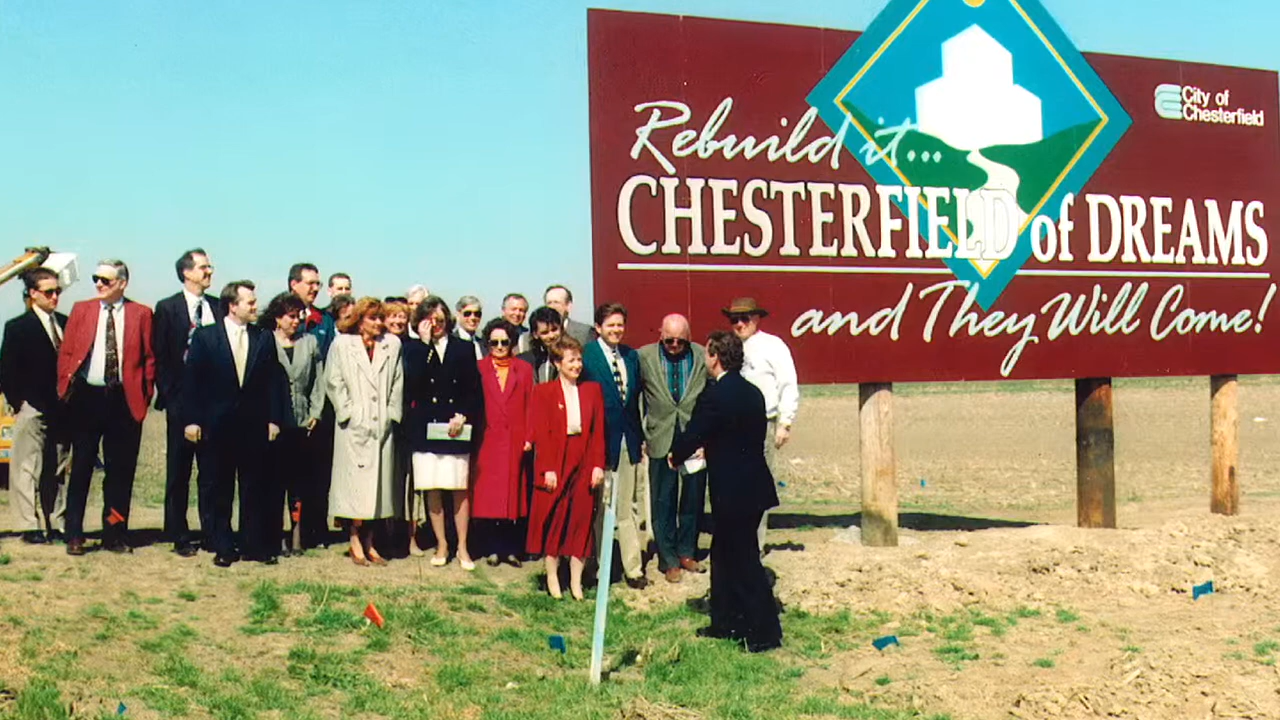 City of
Chesterfield
Rebuild it...
CHESTERFIELD of DREAMS
and They Will Come!